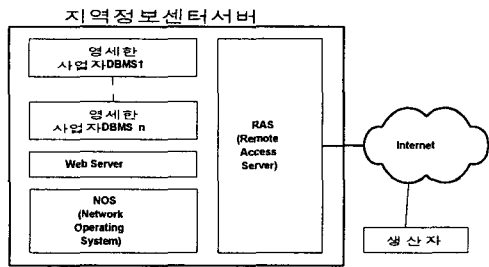 지역정보센터서버
영세한
사업자DBMS1
영세한
사업자DBMS n
Web Server
NOS
(Network
Operating
System)
RAS
(Remote
Access
Server)
Internet
생산자